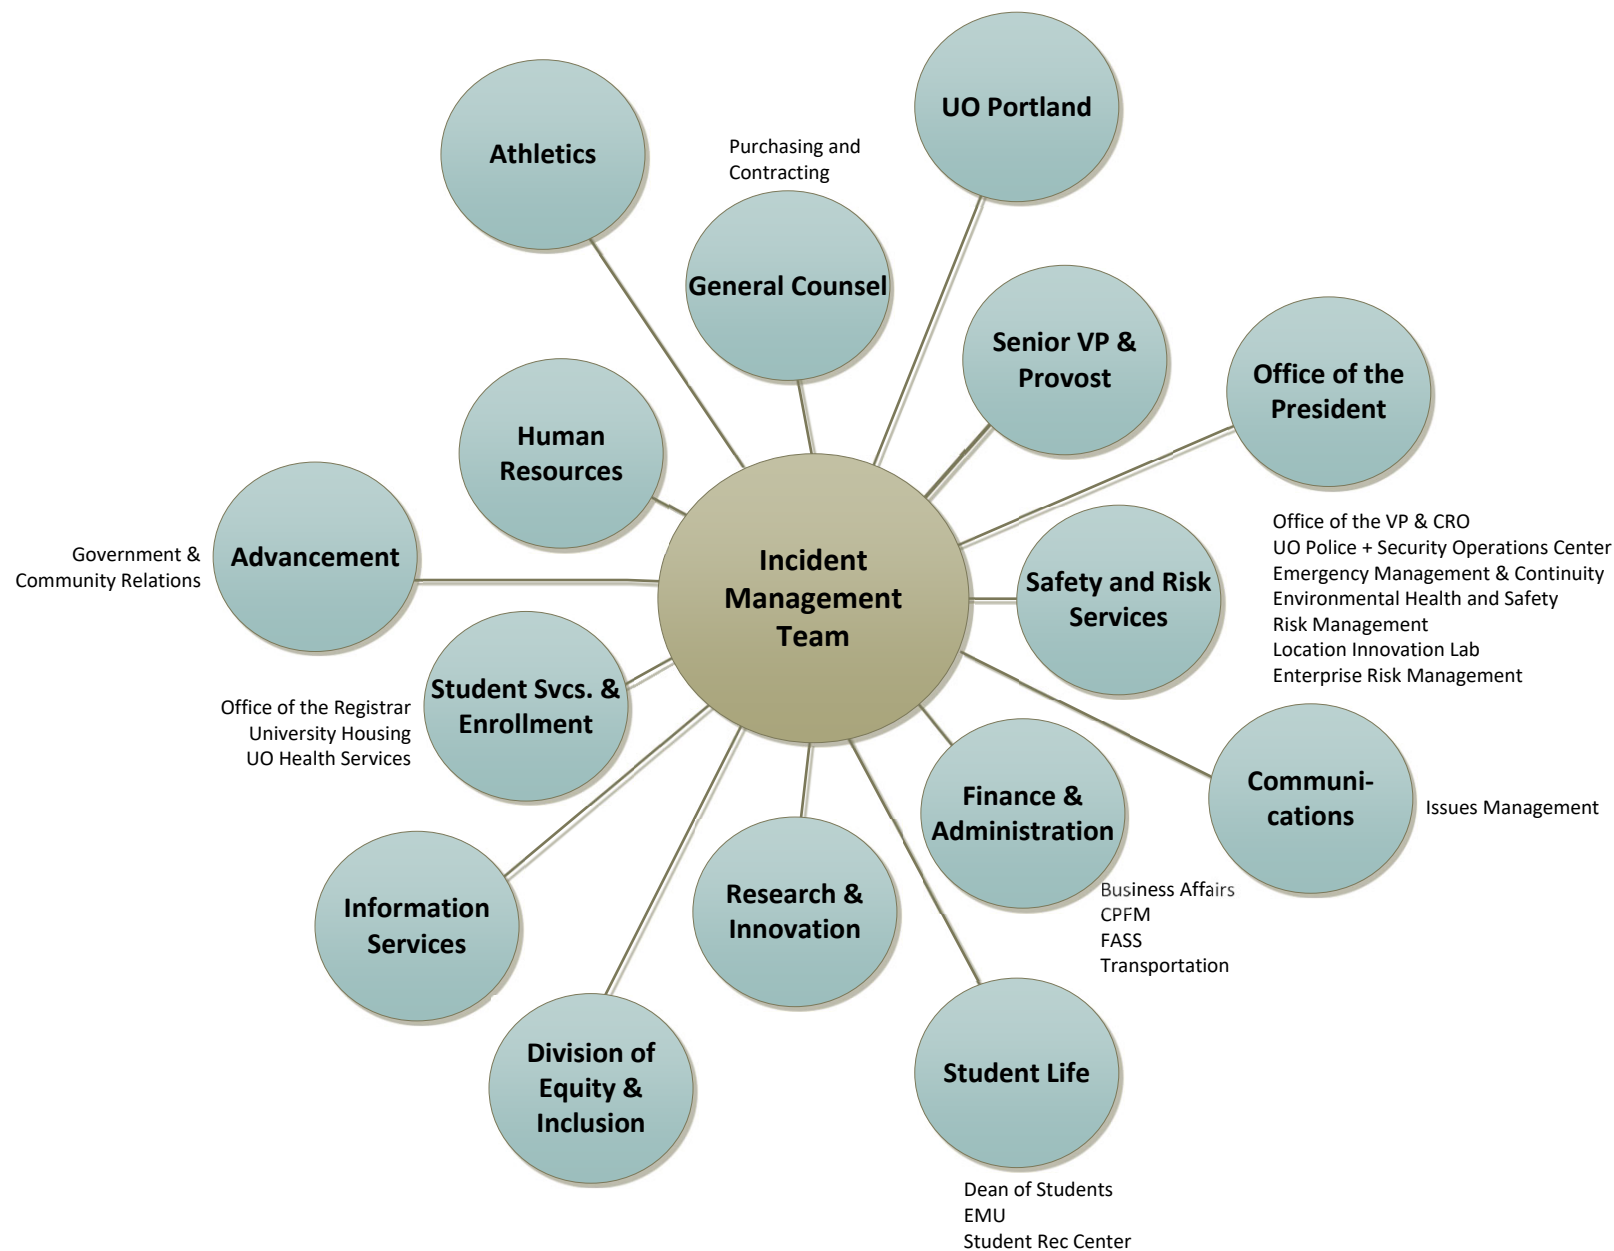 UO Portland
Athletics
Purchasing and
Contracting
General Counsel
Senior VP &
Provost
Office of the
President
Human
Resources
Government &
Community Relations
Advancement
Incident
Management
Team
Safety and Risk
Services
Office of the VP & CRO
UO Police + Security Operations Center
Emergency Management & Continuity
Environmental Health and Safety
Risk Management
Location Innovation Lab
Enterprise Risk Management
Student Svcs. &
Enrollment
Office of the Registrar
University Housing
UO Health Services
Finance &
Administration
Business Affairs
CPFM
FASS
Transportation
Communi-
cations
Issues Management
Information
Services
Research &
Innovation
Division of
Equity &
Inclusion
Student Life
Dean of Students
EMU
Student Rec Center